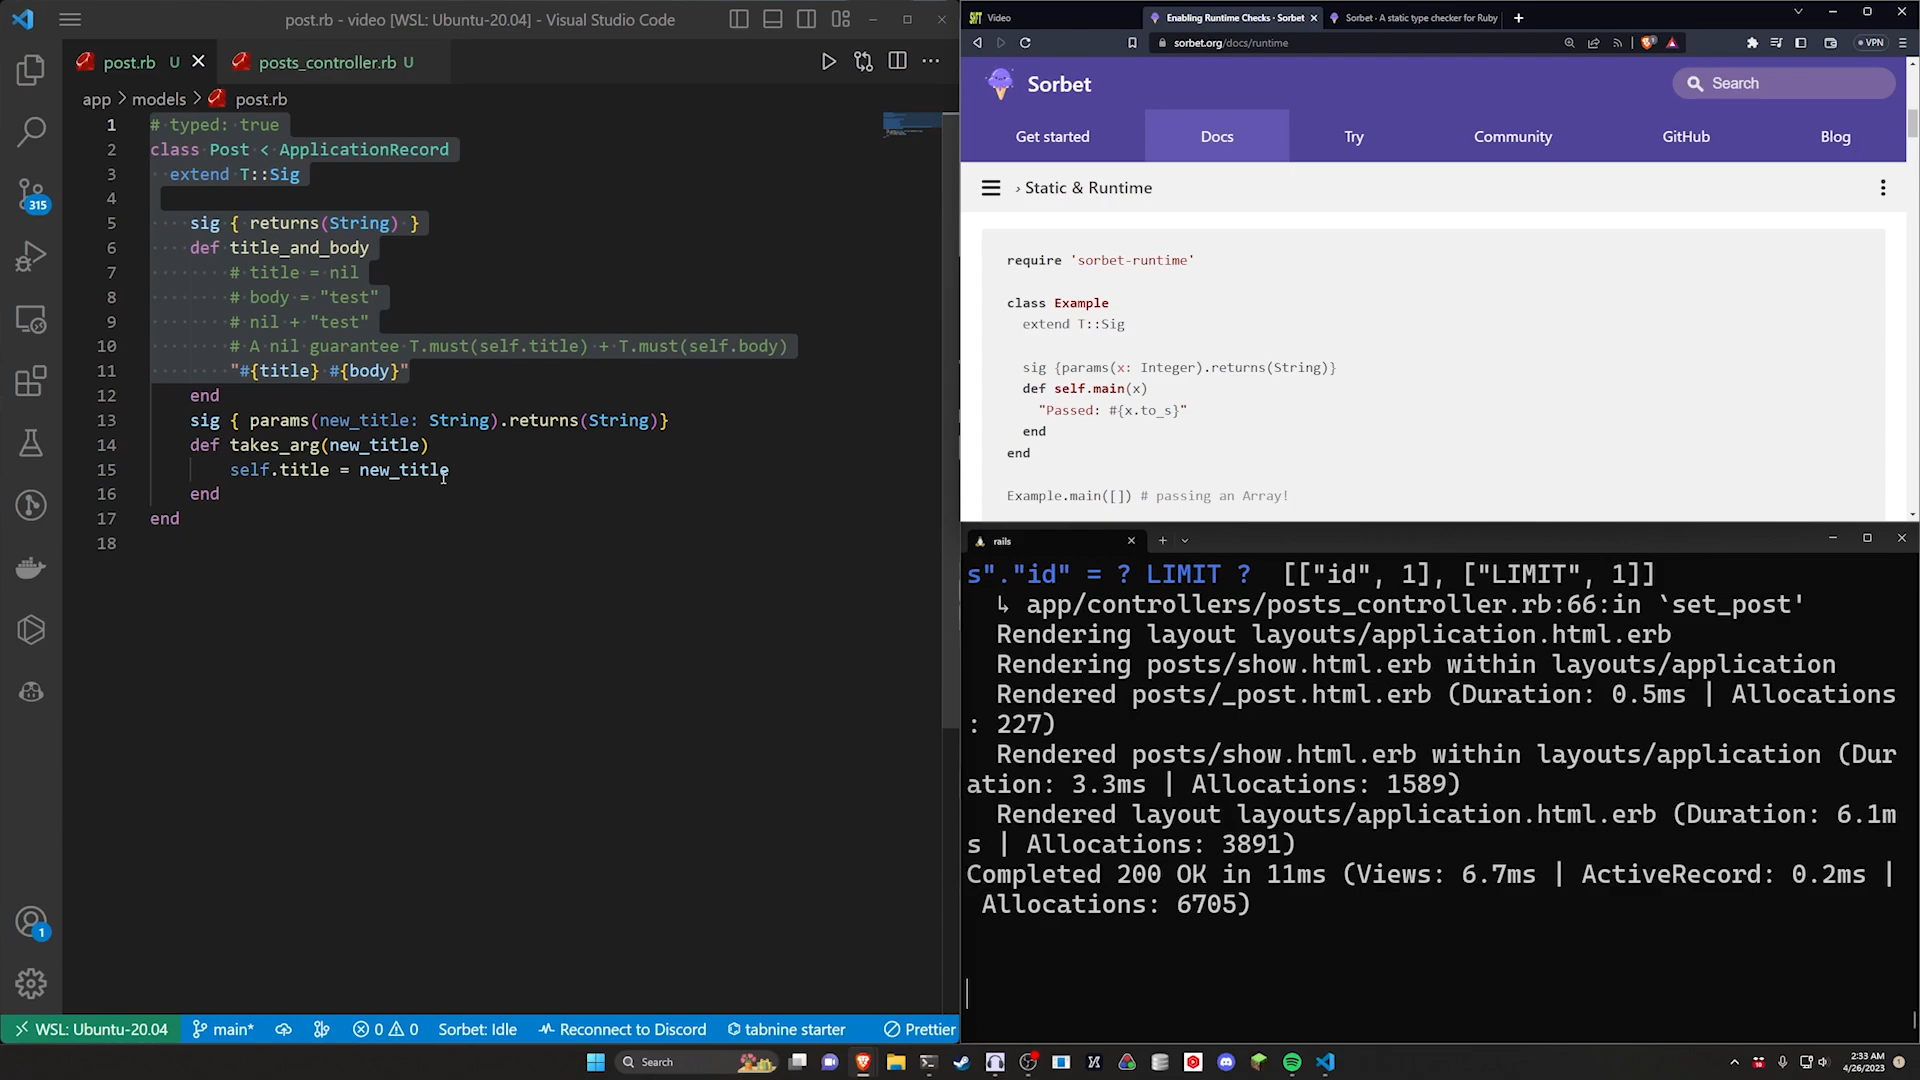 post.rb - video [WSL: Ubuntu-20.04] - Visual Studio Code
post.rb U
posts_controller.rb U
app > models > post.rb
1 # typed: true
2 class Post < ApplicationRecord
3 extend T::Sig
4
5 sig { returns(String) }
6 def title_and_body
7 # title = nil
8 # body = "test"
9 # nil + "test"
10 # A nil guarantee T.must(self.title) + T.must(self.body)
11 "#{title} #{body}"
12 end
13 sig { params(new_title: String).returns(String)}
14 def takes_arg(new_title)
15 self.title = new_title
16 end
17 end
18
315
1
WSL: Ubuntu-20.04 main* 0 0 Sorbet: Idle Reconnect to Discord tabnine starter Prettier
Video
Enabling Runtime Checks · Sorbet
Sorbet · A static type checker for Ruby
sorbet.org/docs/runtime
VPN
Sorbet
Search
Get started Docs Try Community GitHub Blog
› Static & Runtime
require 'sorbet-runtime'
class Example
extend T::Sig
sig {params(x: Integer).returns(String)}
def self.main(x)
"Passed: #{x.to_s}"
end
end
Example.main([]) # passing an Array!
rails
s"."id" = ? LIMIT ? [["id", 1], ["LIMIT", 1]]
↳ app/controllers/posts_controller.rb:66:in `set_post'
Rendering layout layouts/application.html.erb
Rendering posts/show.html.erb within layouts/application
Rendered posts/_post.html.erb (Duration: 0.5ms | Allocations
: 227)
Rendered posts/show.html.erb within layouts/application (Dur
ation: 3.3ms | Allocations: 1589)
Rendered layout layouts/application.html.erb (Duration: 6.1m
s | Allocations: 3891)
Completed 200 OK in 11ms (Views: 6.7ms | ActiveRecord: 0.2ms |
Allocations: 6705)
Search
2:33 AM
4/26/2023